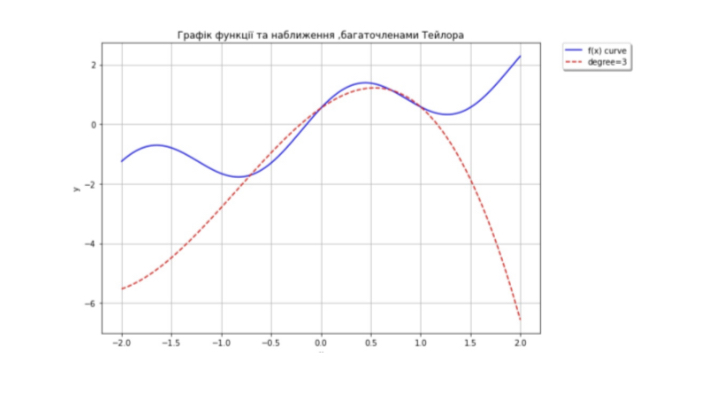 Графік функції та наближення ,багаточленами Тейлора
f(x) curve
degree=3
2
0
−2
−4
−6
y
−2.0 −1.5 −1.0 −0.5 0.0 0.5 1.0 1.5 2.0